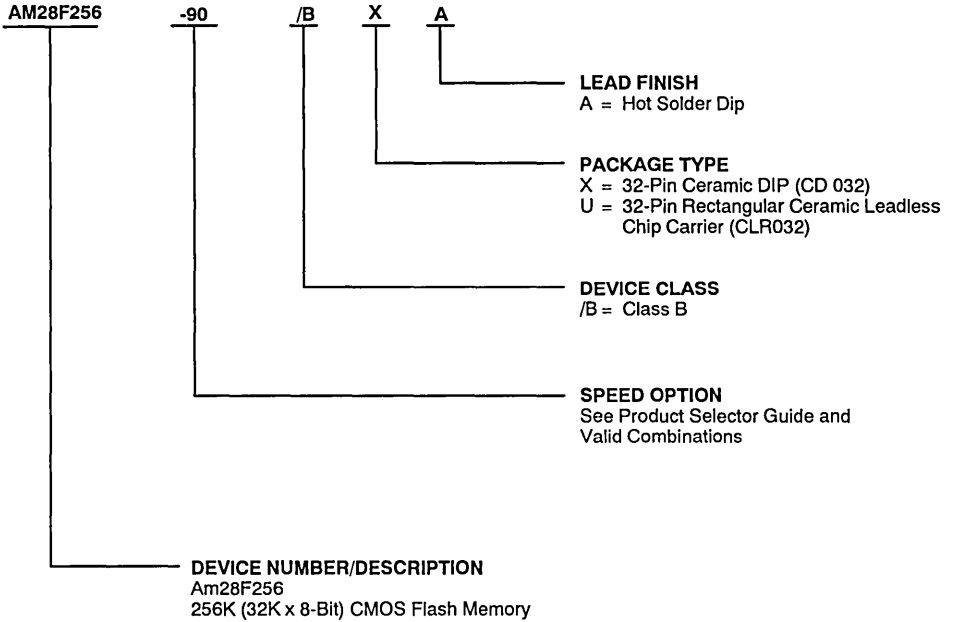 AM28F256 -90 /B X A
LEAD FINISH
A = Hot Solder Dip
PACKAGE TYPE
X = 32-Pin Ceramic DIP (CD 032)
U = 32-Pin Rectangular Ceramic Leadless
Chip Carrier (CLR032)
DEVICE CLASS
/B = Class B
SPEED OPTION
See Product Selector Guide and
Valid Combinations
DEVICE NUMBER/DESCRIPTION
Am28F256
256K (32K x 8-Bit) CMOS Flash Memory